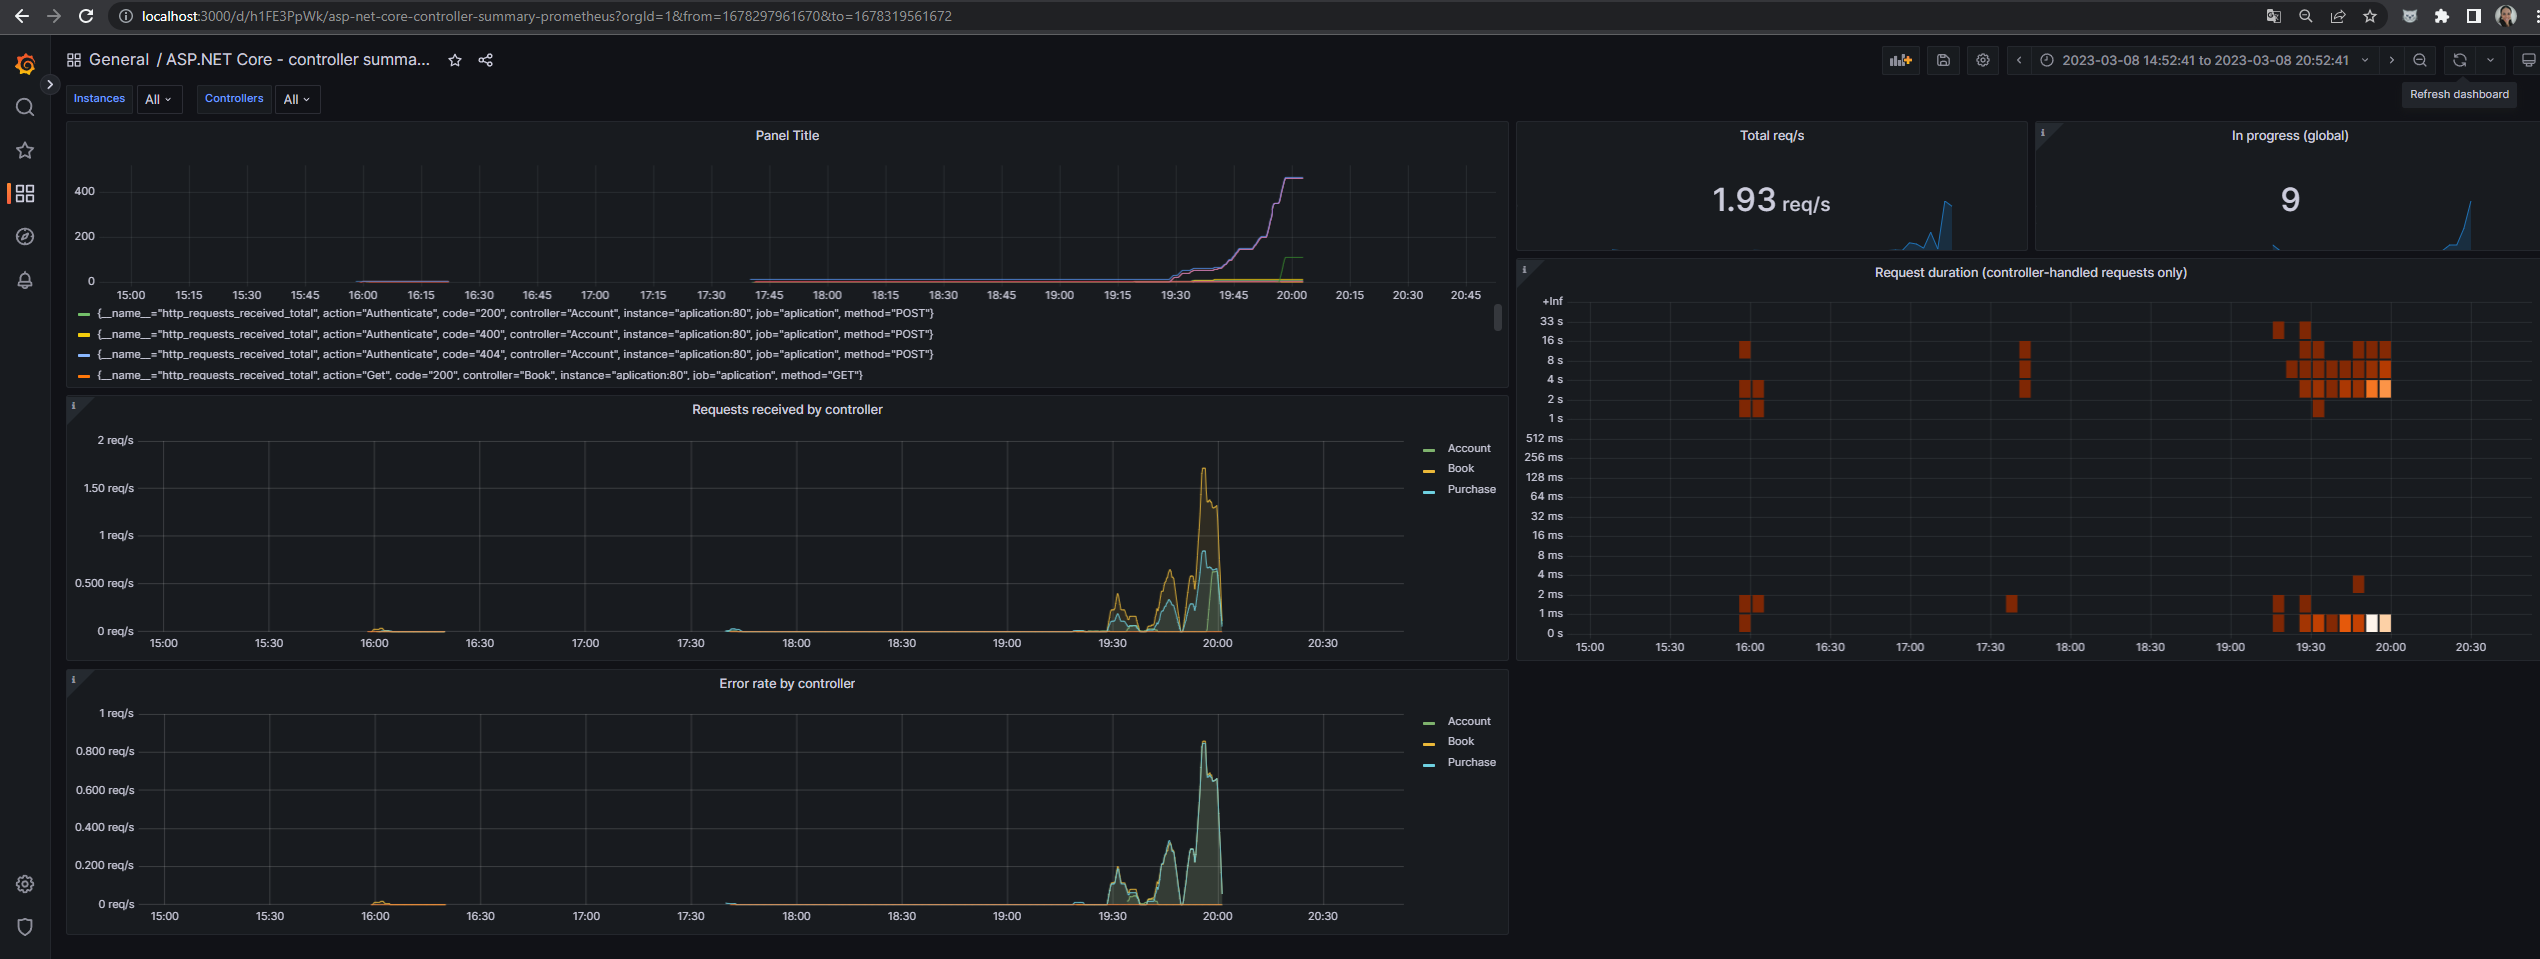 localhost:3000/d/h1FE3PpWk/asp-net-core-controller-summary-prometheus?orgId=1&from=1678297961670&to=1678319561672
General / ASP.NET Core - controller summa...
2023-03-08 14:52:41 to 2023-03-08 20:52:41
Refresh dashboard
Instances All Controllers All
Panel Title
400
200
0
15:00 15:15 15:30 15:45 16:00 16:15 16:30 16:45 17:00 17:15 17:30 17:45 18:00 18:15 18:30 18:45 19:00 19:15 19:30 19:45 20:00 20:15 20:30 20:45
{__name__="http_requests_received_total", action="Authenticate", code="200", controller="Account", instance="aplication:80", job="aplication", method="POST"}
{__name__="http_requests_received_total", action="Authenticate", code="400", controller="Account", instance="aplication:80", job="aplication", method="POST"}
{__name__="http_requests_received_total", action="Authenticate", code="404", controller="Account", instance="aplication:80", job="aplication", method="POST"}
{__name__="http_requests_received_total", action="Get", code="200", controller="Book", instance="aplication:80", job="aplication", method="GET"}
Total req/s
1.93 req/s
In progress (global)
9
Requests received by controller
2 req/s
1.50 req/s
1 req/s
0.500 req/s
0 req/s
15:00 15:30 16:00 16:30 17:00 17:30 18:00 18:30 19:00 19:30 20:00 20:30
Account
Book
Purchase
Request duration (controller-handled requests only)
+Inf
33 s
16 s
8 s
4 s
2 s
1 s
512 ms
256 ms
128 ms
64 ms
32 ms
16 ms
8 ms
4 ms
2 ms
1 ms
0 s
15:00 15:30 16:00 16:30 17:00 17:30 18:00 18:30 19:00 19:30 20:00 20:30
Error rate by controller
1 req/s
0.800 req/s
0.600 req/s
0.400 req/s
0.200 req/s
0 req/s
15:00 15:30 16:00 16:30 17:00 17:30 18:00 18:30 19:00 19:30 20:00 20:30
Account
Book
Purchase